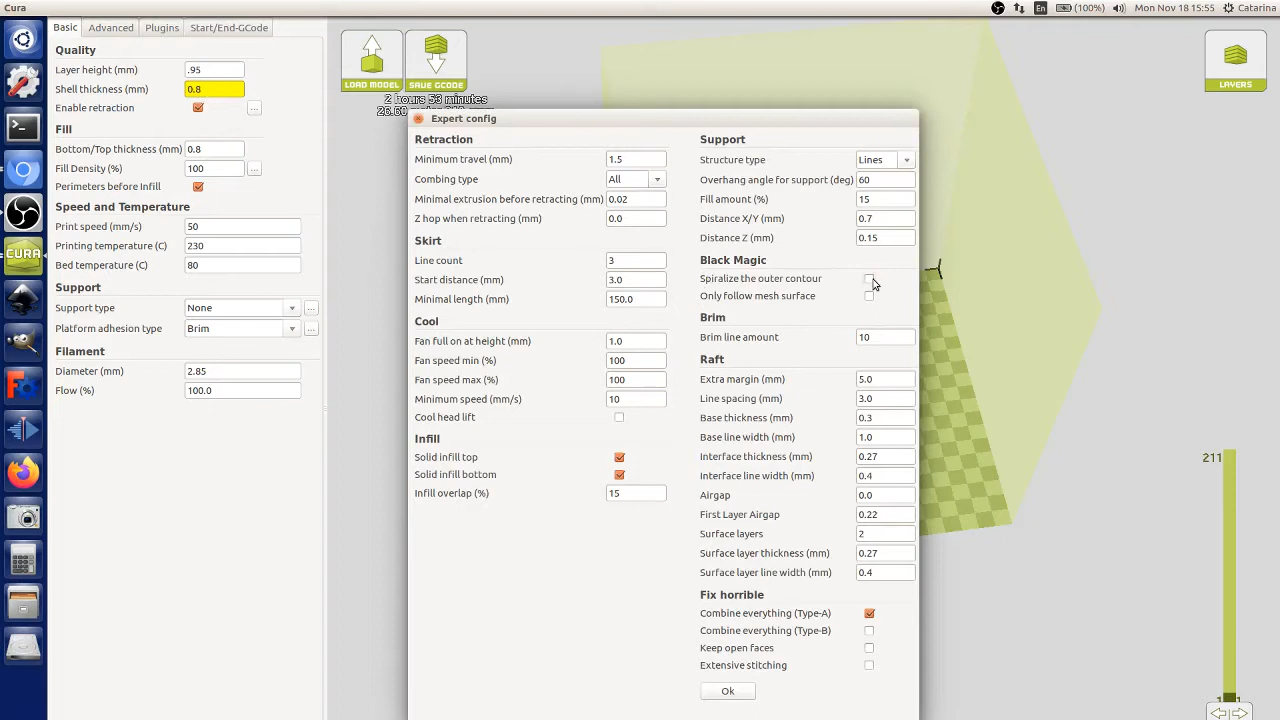 Cura
En
(100%)
Mon Nov 18 15:55
Catarina
Basic
Advanced
Plugins
Start/End-GCode
Quality
Layer height (mm)
.95
Shell thickness (mm)
0.8
Enable retraction
...
Fill
Bottom/Top thickness (mm)
0.8
Fill Density (%)
100
...
Perimeters before Infill
Speed and Temperature
Print speed (mm/s)
50
Printing temperature (C)
230
Bed temperature (C)
80
Support
Support type
None
...
Platform adhesion type
Brim
...
Filament
Diameter (mm)
2.85
Flow (%)
100.0
CURA
LOAD MODEL
SAVE GCODE
LAYERS
2 hours 53 minutes
Expert config
Retraction
Minimum travel (mm)
1.5
Combing type
All
Minimal extrusion before retracting (mm)
0.02
Z hop when retracting (mm)
0.0
Skirt
Line count
3
Start distance (mm)
3.0
Minimal length (mm)
150.0
Cool
Fan full on at height (mm)
1.0
Fan speed min (%)
100
Fan speed max (%)
100
Minimum speed (mm/s)
10
Cool head lift
Infill
Solid infill top
Solid infill bottom
Infill overlap (%)
15
Support
Structure type
Lines
Overhang angle for support (deg)
60
Fill amount (%)
15
Distance X/Y (mm)
0.7
Distance Z (mm)
0.15
Black Magic
Spiralize the outer contour
Only follow mesh surface
Brim
Brim line amount
10
Raft
Extra margin (mm)
5.0
Line spacing (mm)
3.0
Base thickness (mm)
0.3
Base line width (mm)
1.0
Interface thickness (mm)
0.27
Interface line width (mm)
0.4
Airgap
0.0
First Layer Airgap
0.22
Surface layers
2
Surface layer thickness (mm)
0.27
Surface layer line width (mm)
0.4
Fix horrible
Combine everything (Type-A)
Combine everything (Type-B)
Keep open faces
Extensive stitching
Ok
211